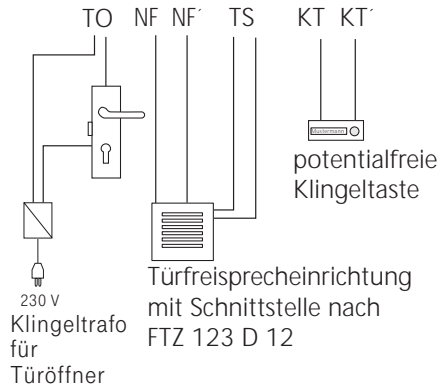 TO NF NF´ TS KT KT´
Mustermann
potentialfreie
Klingeltaste
Türfreisprecheinrichtung
mit Schnittstelle nach
FTZ 123 D 12
230 V
Klingeltrafo
für
Türöffner